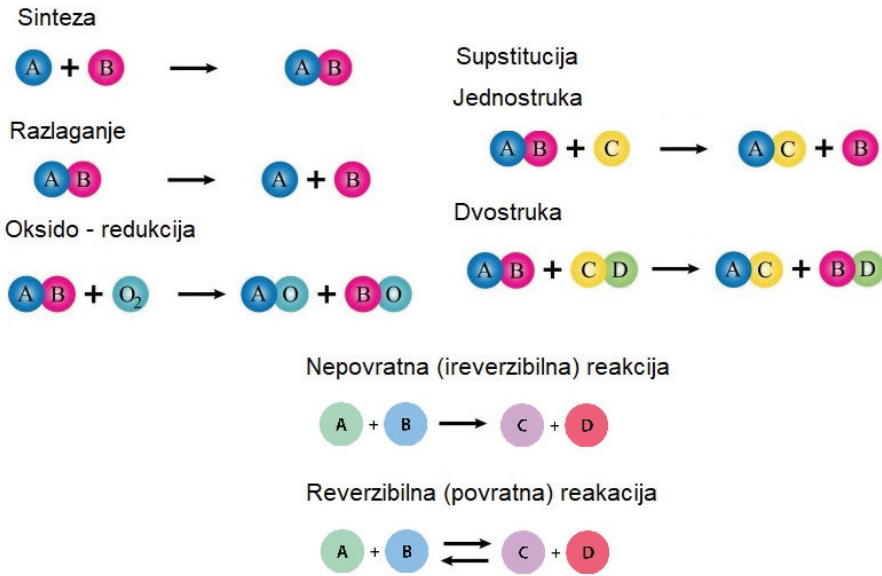 Sinteza
A + B → AB
Razlaganje
AB → A + B
Oksido - redukcija
AB + O₂ → AO + BO
Supstitucija
Jednostruka
AB + C → AC + B
Dvostruka
AB + CD → AC + BD
Nepovratna (ireverzibilna) reakcija
A + B → C + D
Reverzibilna (povratna) reakacija
A + B ⇄ C + D